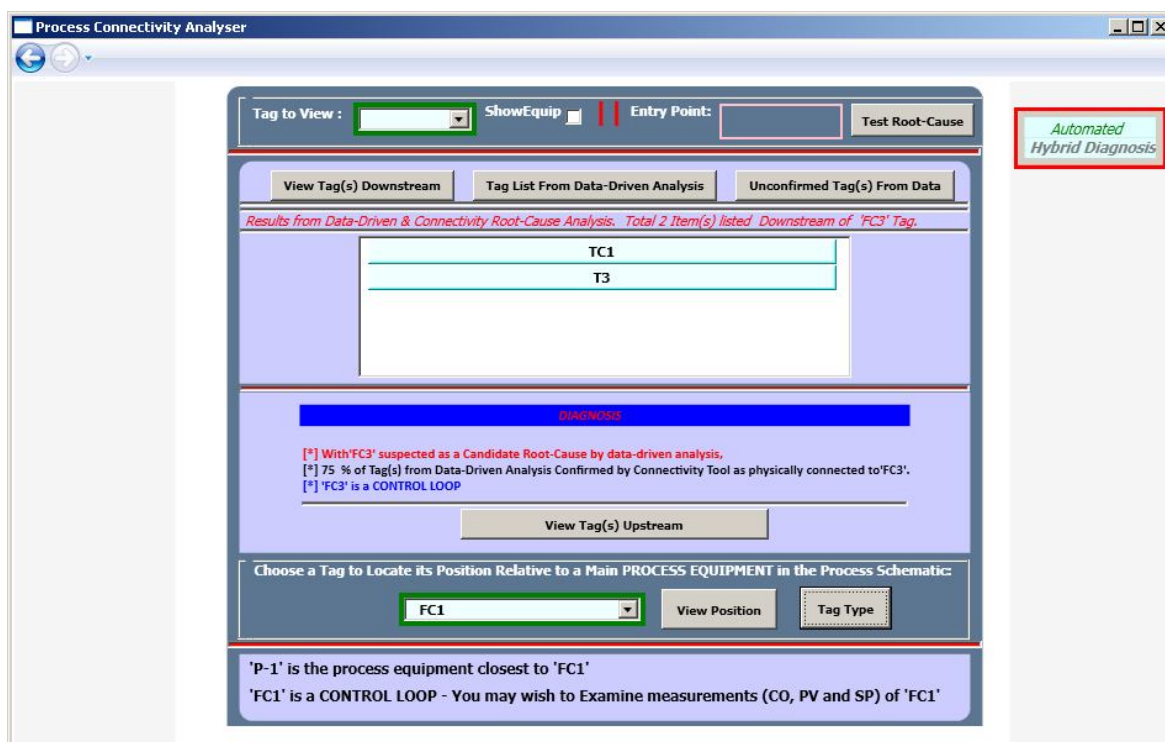 Process Connectivity Analyser
Tag to View :
ShowEquip
Entry Point:
Test Root-Cause
Automated
Hybrid Diagnosis
View Tag(s) Downstream
Tag List From Data-Driven Analysis
Unconfirmed Tag(s) From Data
Results from Data-Driven & Connectivity Root-Cause Analysis. Total 2 Item(s) listed Downstream of 'FC3' Tag.
TC1
T3
DIAGNOSIS
[*] With'FC3' suspected as a Candidate Root-Cause by data-driven analysis,
[*] 75 % of Tag(s) from Data-Driven Analysis Confirmed by Connectivity Tool as physically connected to'FC3'.
[*] 'FC3' is a CONTROL LOOP
View Tag(s) Upstream
Choose a Tag to Locate its Position Relative to a Main PROCESS EQUIPMENT in the Process Schematic:
FC1
View Position
Tag Type
'P-1' is the process equipment closest to 'FC1'
'FC1' is a CONTROL LOOP - You may wish to Examine measurements (CO, PV and SP) of 'FC1'